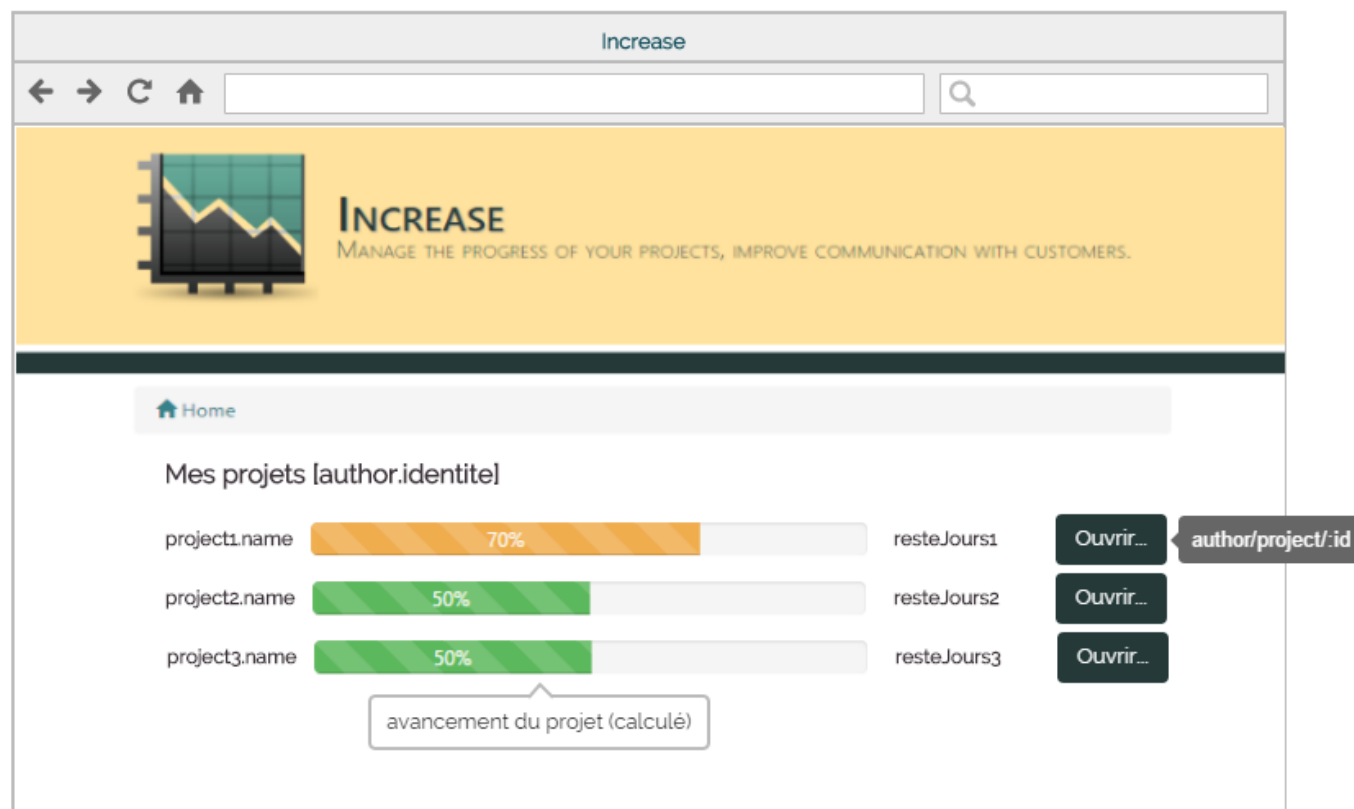 Increase
INCREASE
MANAGE THE PROGRESS OF YOUR PROJECTS, IMPROVE COMMUNICATION WITH CUSTOMERS.
Home
Mes projets [author.identite]
project1.name 70% resteJours1 Ouvrir... author/project/:id
project2.name 50% resteJours2 Ouvrir...
project3.name 50% resteJours3 Ouvrir...
avancement du projet (calculé)